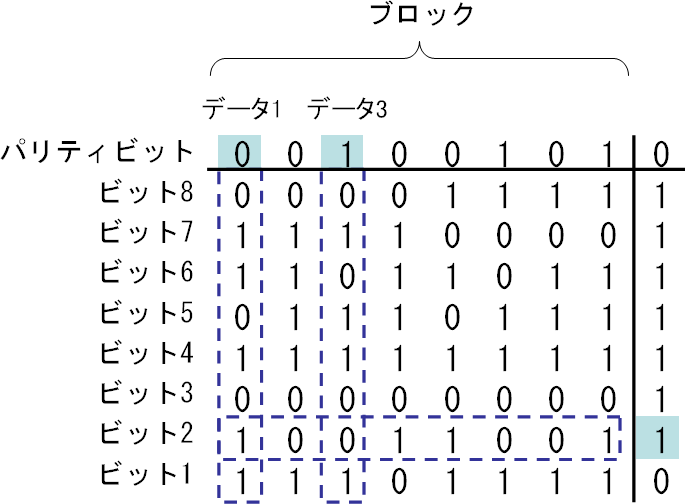 ブロック
データ1 データ3
パリティビット 0 0 1 0 0 1 0 1 0
ビット8 0 0 0 0 1 1 1 1 1
ビット7 1 1 1 1 0 0 0 0 1
ビット6 1 1 0 1 1 0 1 1 1
ビット5 0 1 1 1 0 1 1 1 1
ビット4 1 1 1 1 1 1 1 1 1
ビット3 0 0 0 0 0 0 0 0 1
ビット2 1 0 0 1 1 0 0 1 1
ビット1 1 1 1 0 1 1 1 1 0